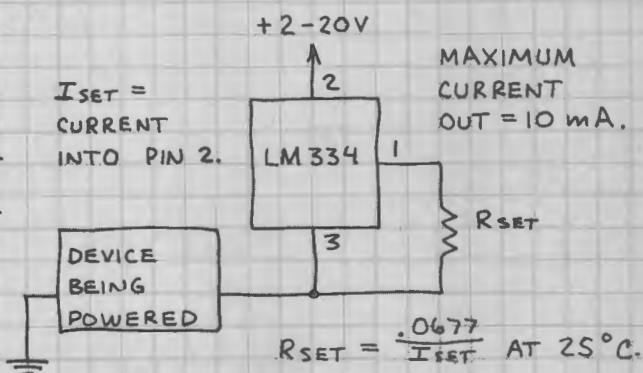 +2-20V
2
MAXIMUM
CURRENT
OUT = 10 mA.
ISET =
CURRENT
INTO PIN 2.
LM334
1
RSET
3
DEVICE
BEING
POWERED
RSET = .0677 / ISET AT 25°C.